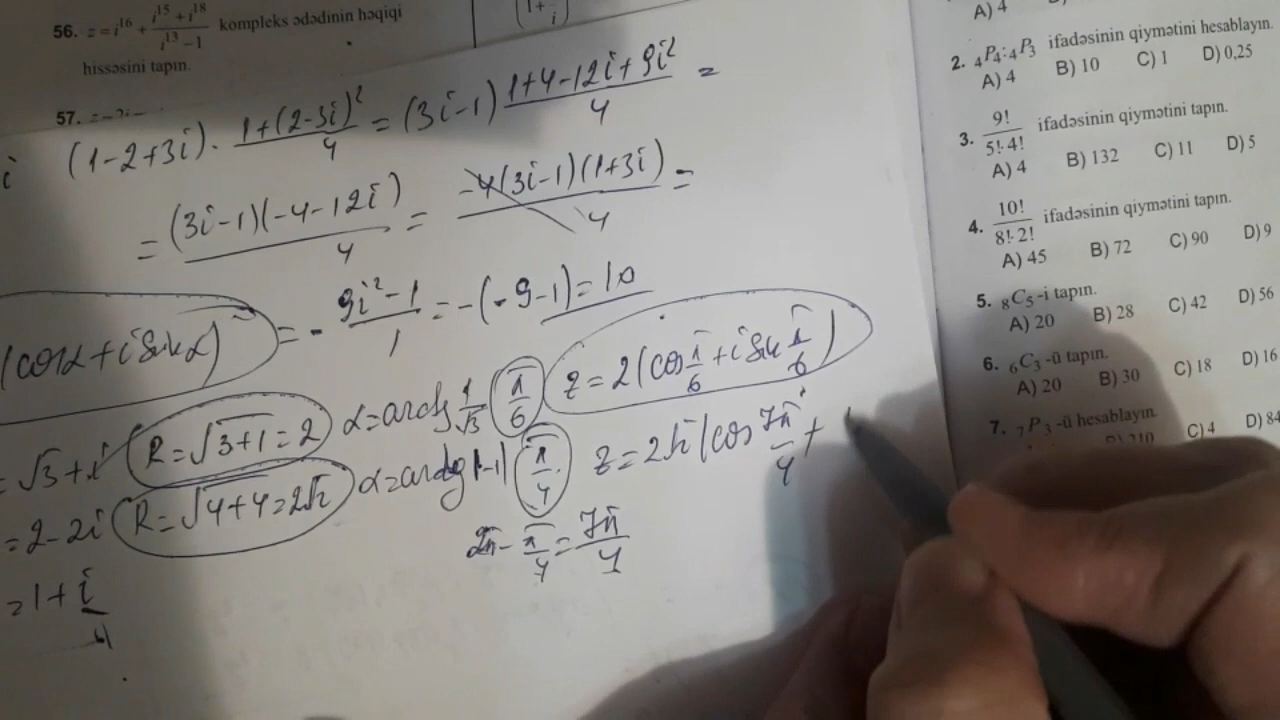 56. z = i¹⁶ + (i¹⁵ + i¹⁸)/(i¹³ − 1) kompleks ədədinin həqiqi
hissəsini tapın.
57.
i (1-2+3i) · (1+(2-3i)²)/4 = (3i-1) (1+4-12i+9i²)/4 =
= ((3i-1)(-4-12i))/4 = (-4(3i-1)(1+3i))/4 =
= - (9i²-1)/1 = -(-9-1) = 10
(cosα + i sinα)
= √3 + i R = √3+1 = 2 α = arctg 1/√3 π/6 z = 2(cos π/6 + i sin π/6)
= 2-2i R = √4+4 = 2√2 α = arctg |-1| π/4 z = 2√2 (cos 7π/4 +
2π - π/4 = 7π/4
= 1 + i
4
A) 4
2. ₄P₄:₄P₃ ifadəsinin qiymətini hesablayın.
A) 4 B) 10 C) 1 D) 0,25
3. 9!/(5!·4!) ifadəsinin qiymətini tapın.
A) 4 B) 132 C) 11 D) 5
4. 10!/(8!·2!) ifadəsinin qiymətini tapın.
A) 45 B) 72 C) 90 D) 9
5. ₈C₅-i tapın.
A) 20 B) 28 C) 42 D) 56
6. ₆C₃-ü tapın.
A) 20 B) 30 C) 18 D) 16
7. ₇P₃-ü hesablayın.
B) 210 C) 4 D) 84